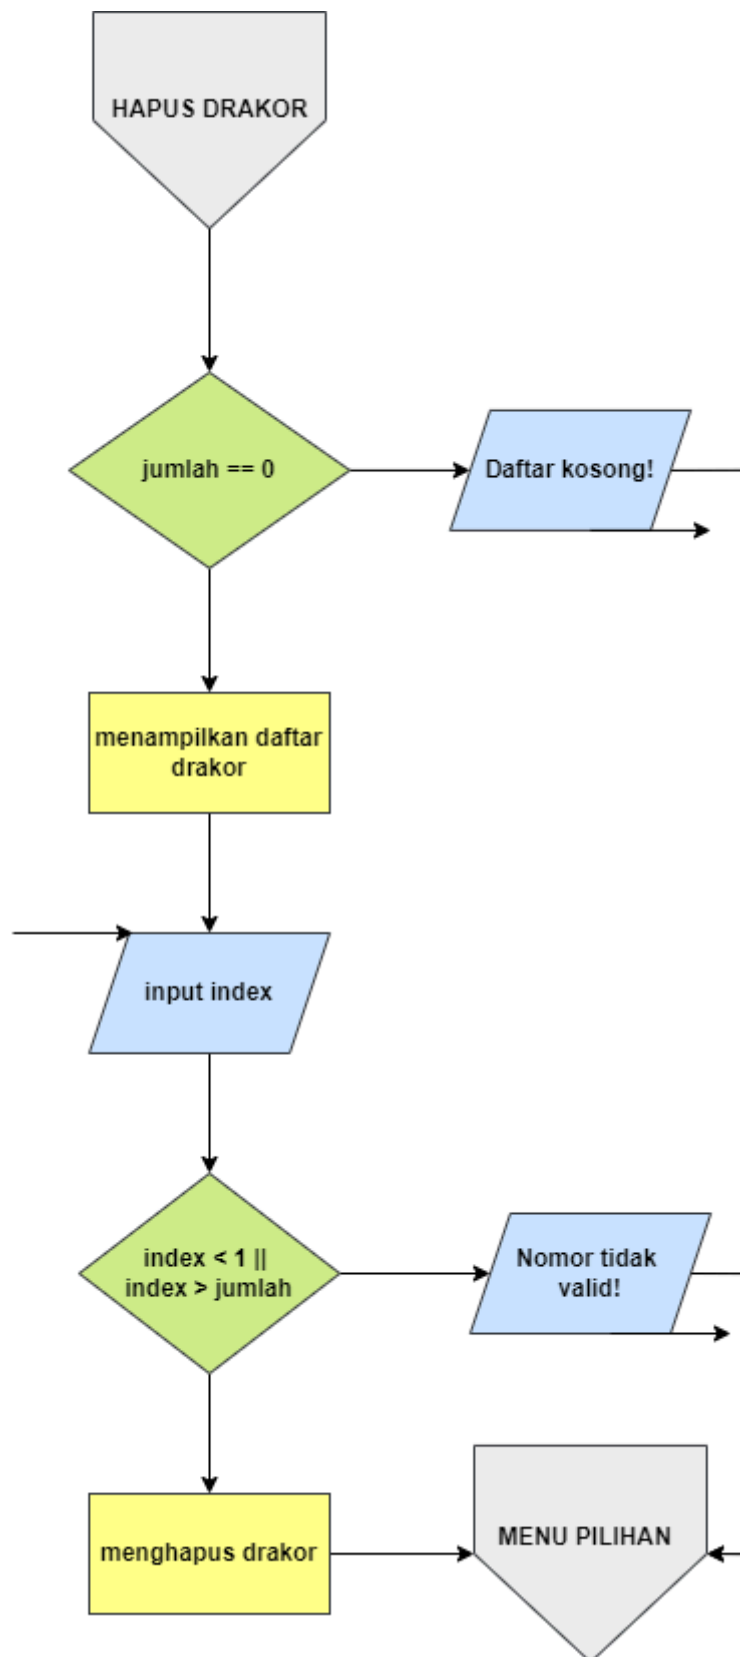 HAPUS DRAKOR
jumlah == 0
Daftar kosong!
menampilkan daftar
drakor
input index
index < 1 ||
index > jumlah
Nomor tidak
valid!
menghapus drakor
MENU PILIHAN